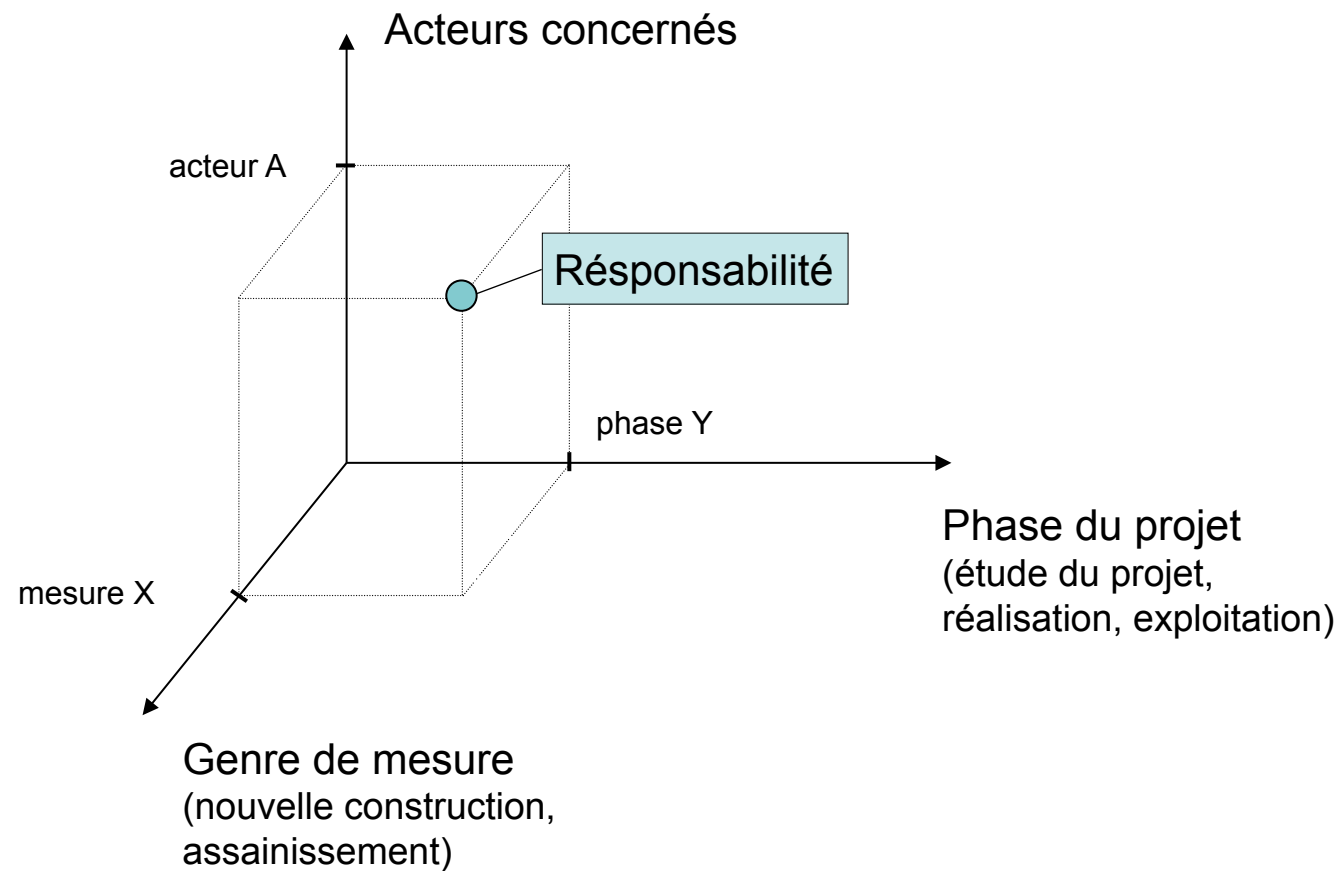 Acteurs concernés
acteur A
Résponsabilité
phase Y
Phase du projet
(étude du projet,
réalisation, exploitation)
mesure X
Genre de mesure
(nouvelle construction,
assainissement)